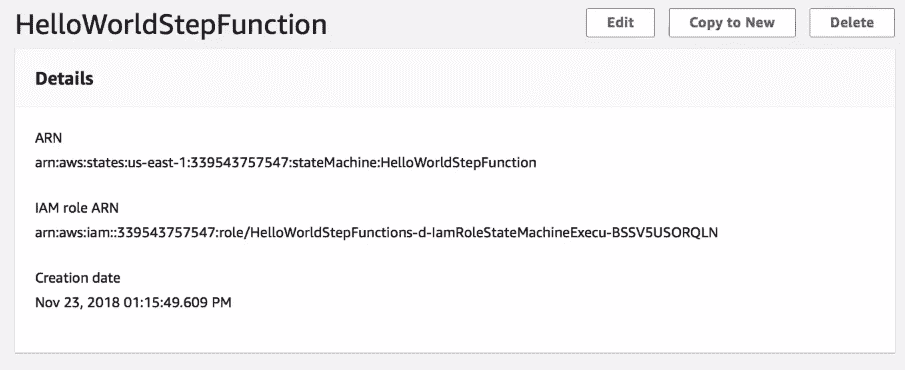 HelloWorldStepFunction
Edit
Copy to New
Delete
Details
ARN
arn:aws:states:us-east-1:339543757547:stateMachine:HelloWorldStepFunction
IAM role ARN
arn:aws:iam::339543757547:role/HelloWorldStepFunctions-d-IamRoleStateMachineExecu-BSSV5USORQLN
Creation date
Nov 23, 2018 01:15:49.609 PM